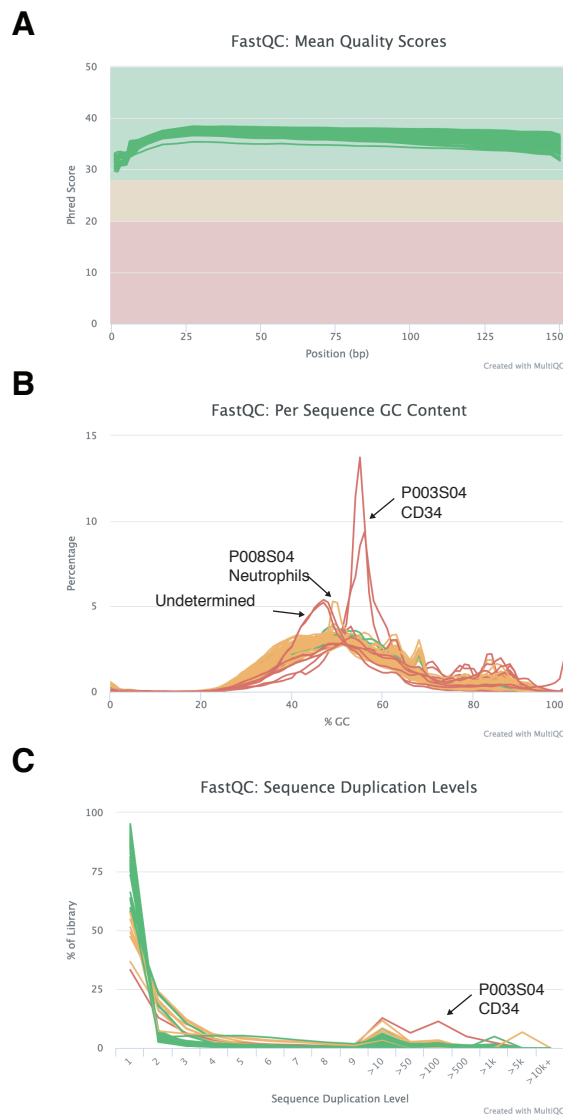 A
FastQC: Mean Quality Scores
50
40
30
20
10
0
Phred Score
0
25
50
75
100
125
150
Position (bp)
Created with MultiQC
B
FastQC: Per Sequence GC Content
15
10
5
0
Percentage
P003S04
CD34
P008S04
Neutrophils
Undetermined
0
20
40
60
80
100
% GC
Created with MultiQC
C
FastQC: Sequence Duplication Levels
100
75
50
25
0
% of Library
P003S04
CD34
1
2
3
4
5
6
7
8
9
>10
>50
>100
>500
>1k
>5k
>10k+
Sequence Duplication Level
Created with MultiQC